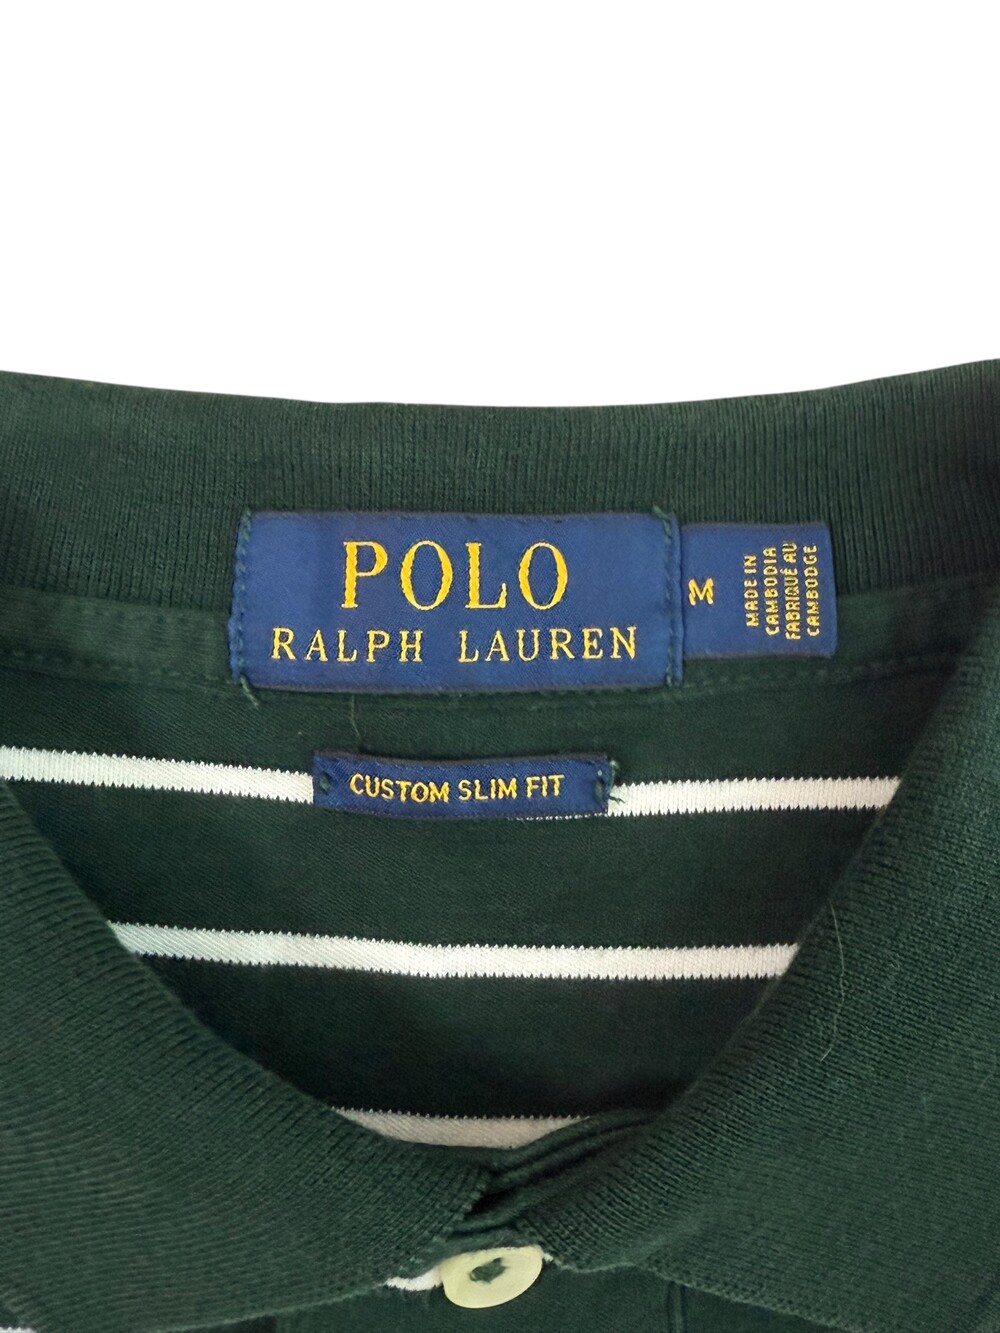 POLO
RALPH LAUREN
M
MADE IN
CAMBODIA
FABRIQUÉ AU
CAMBODGE
CUSTOM SLIM FIT